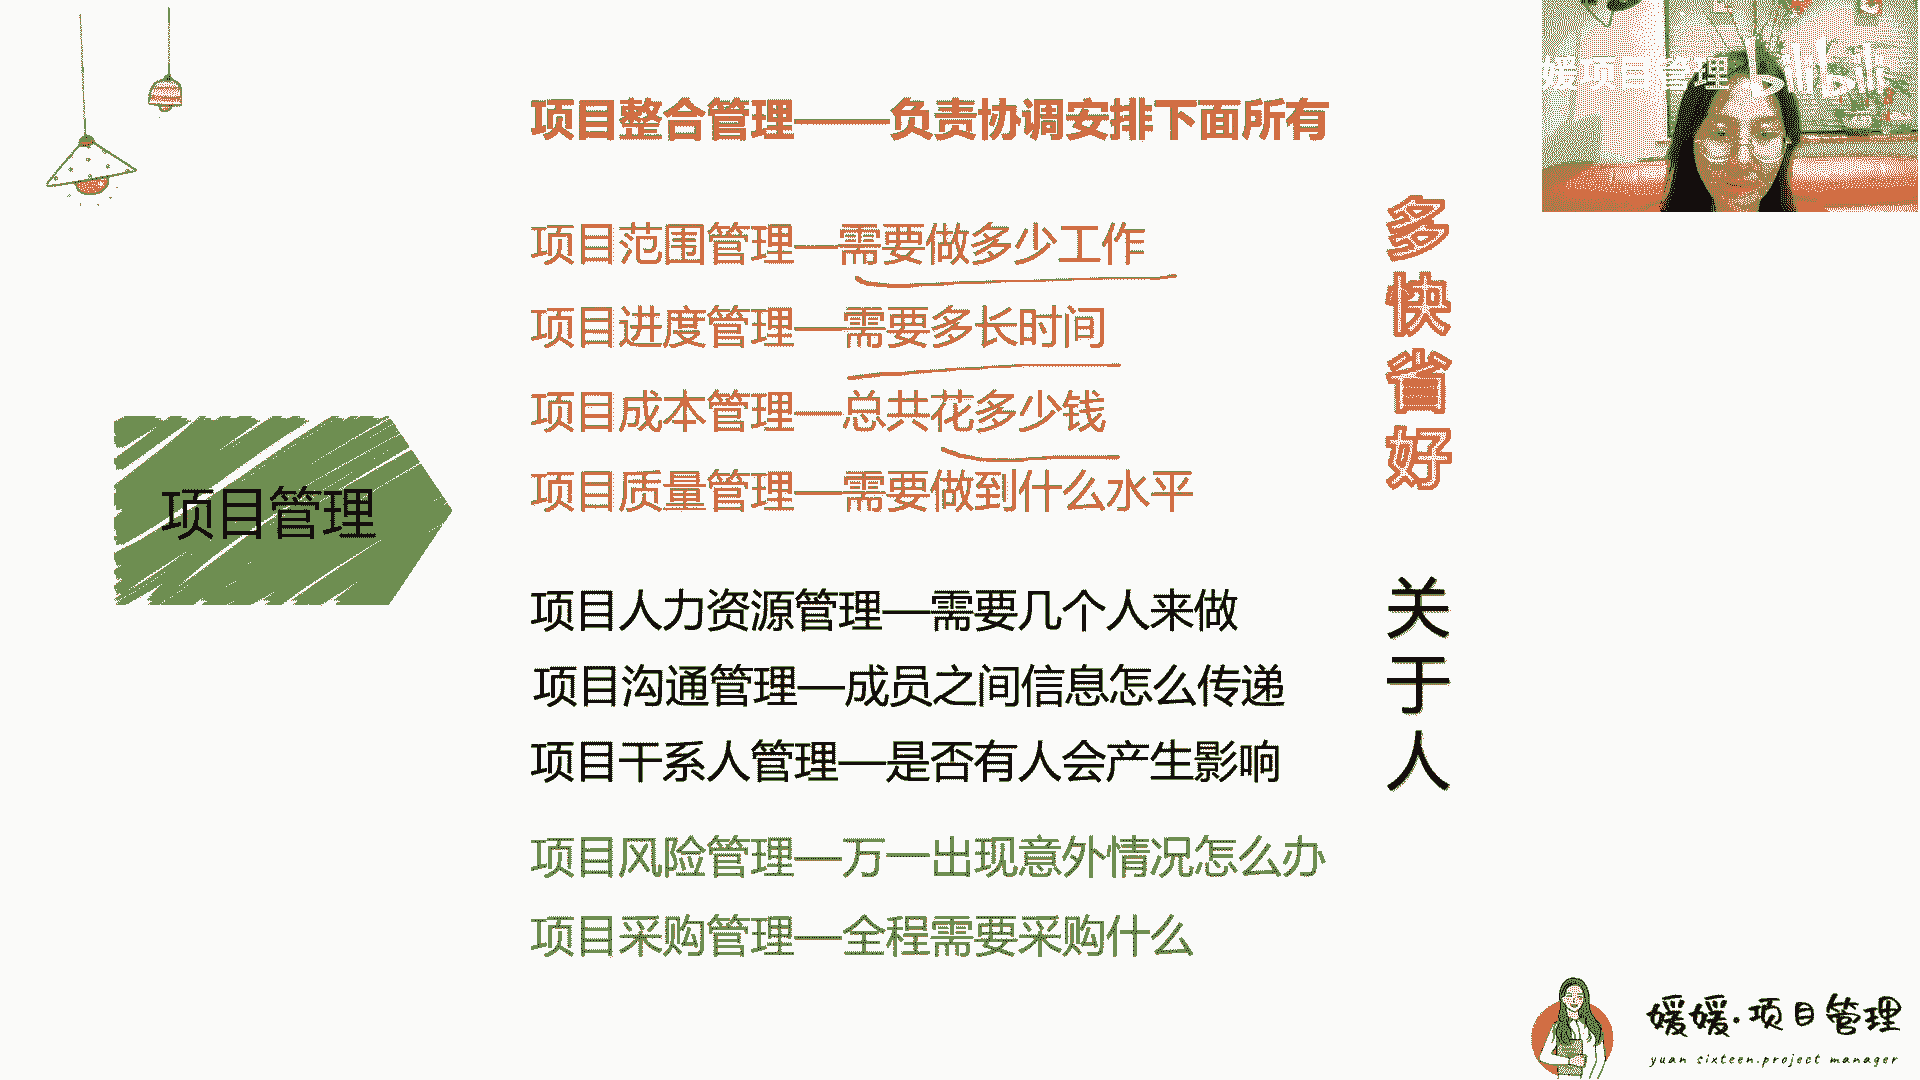 项目整合管理——负责协调安排下面所有
项目范围管理—需要做多少工作
项目进度管理—需要多长时间
项目成本管理—总共花多少钱
项目质量管理—需要做到什么水平
多快省好
项目管理
项目人力资源管理—需要几个人来做
项目沟通管理—成员之间信息怎么传递
项目干系人管理—是否有人会产生影响
关于人
项目风险管理—万一出现意外情况怎么办
项目采购管理—全程需要采购什么
媛项目管理 bilibili
媛媛·项目管理
yuan sixteen.project manager